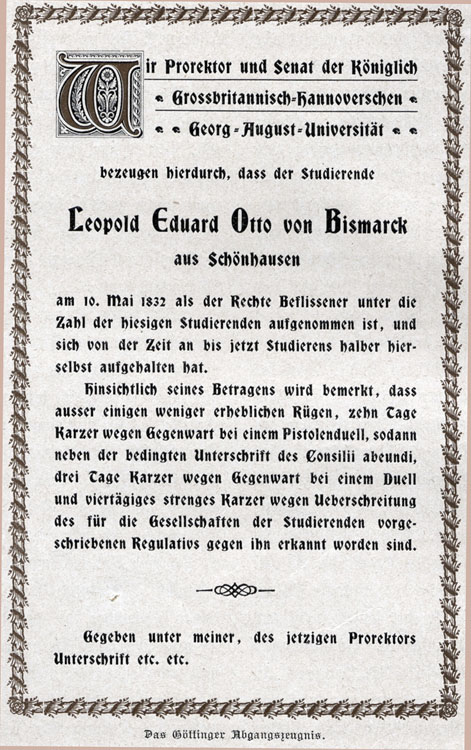 Wir Prorektor und Senat der Königlich
Grossbritannisch-Hannoverschen
Georg-August-Universität
bezeugen hierdurch, dass der Studierende
Leopold Eduard Otto von Bismarck
aus Schönhausen
am 10. Mai 1832 als der Rechte Beflissener unter die
Zahl der hiesigen Studierenden aufgenommen ist, und
sich von der Zeit an bis jetzt Studierens halber hier-
selbst aufgehalten hat.
Hinsichtlich seines Betragens wird bemerkt, dass
ausser einigen weniger erheblichen Rügen, zehn Tage
Karzer wegen Gegenwart bei einem Pistolenduell, sodann
neben der bedingten Unterschrift des Consilii abeundi,
drei Tage Karzer wegen Gegenwart bei einem Duell
und viertägiges strenges Karzer wegen Ueberschreitung
des für die Gesellschaften der Studierenden vorge-
schriebenen Regulativs gegen ihn erkannt worden sind.
Gegeben unter meiner, des jetzigen Prorektors
Unterschrift etc. etc.
Das Göttinger Abgangszeugnis.